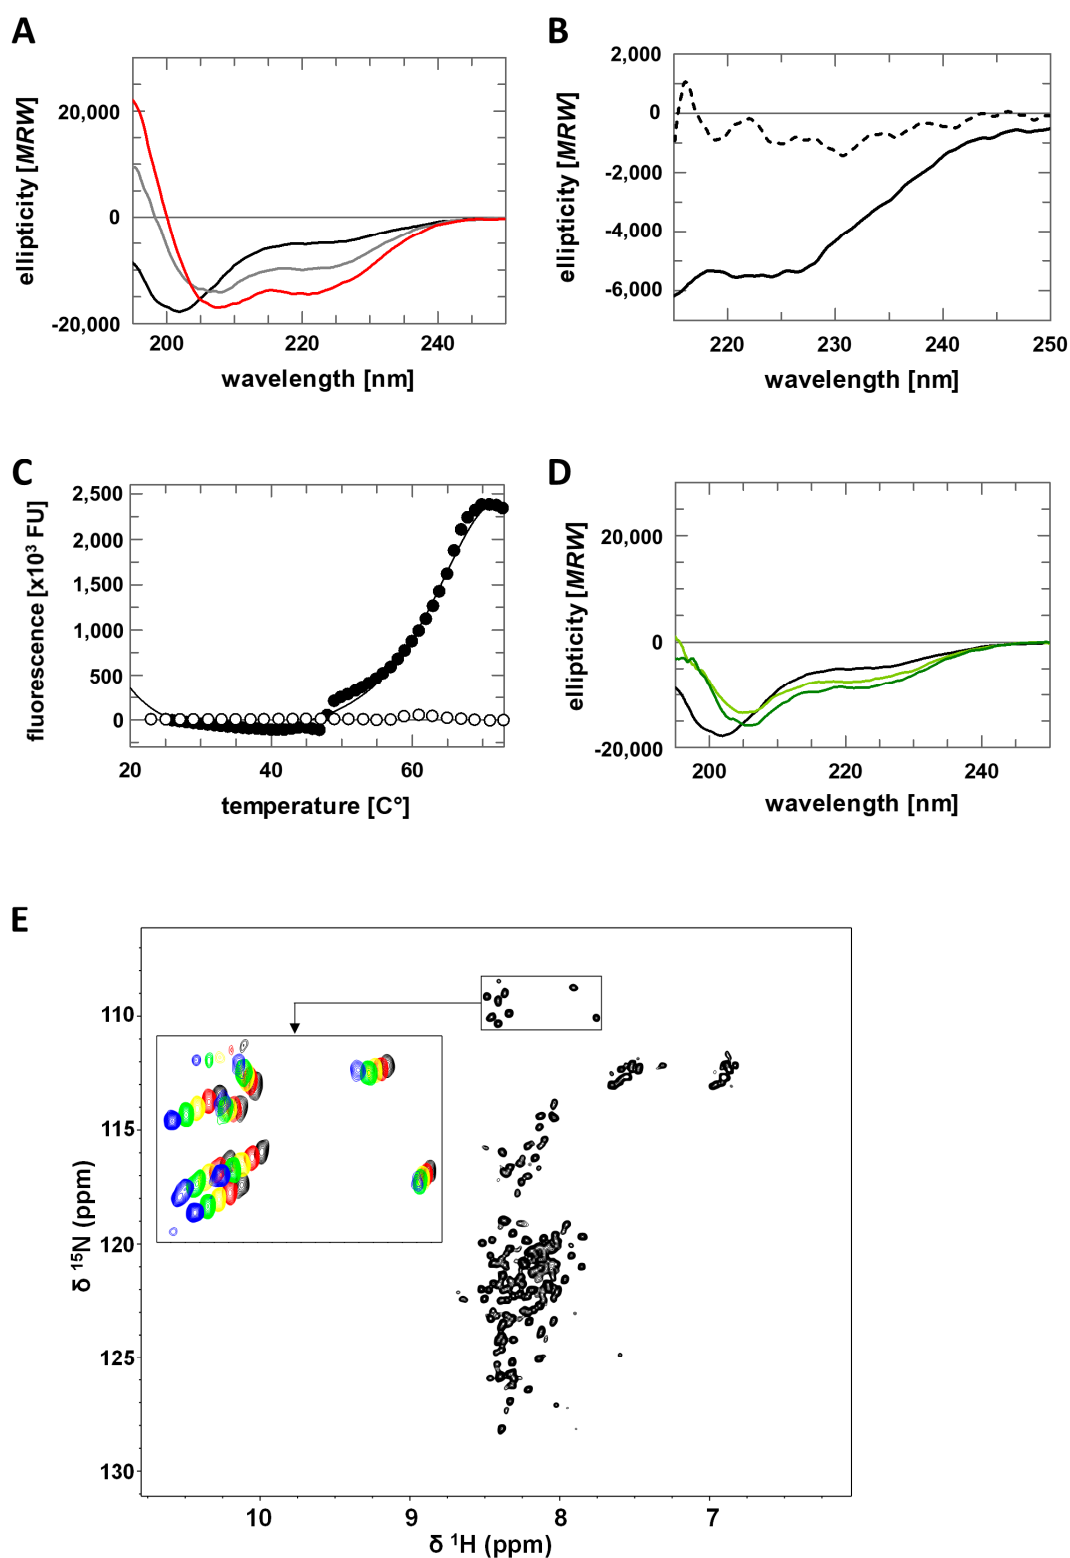 A
ellipticity [MRW]
20,000
0
-20,000
200
220
240
wavelength [nm]
B
ellipticity [MRW]
2,000
0
-2,000
-4,000
-6,000
220
230
240
250
wavelength [nm]
C
fluorescence [x10³ FU]
2,500
2,000
1,500
1,000
500
0
20
40
60
temperature [C°]
D
ellipticity [MRW]
20,000
0
-20,000
200
220
240
wavelength [nm]
E
δ ¹⁵N (ppm)
110
115
120
125
130
10
9
8
7
δ ¹H (ppm)